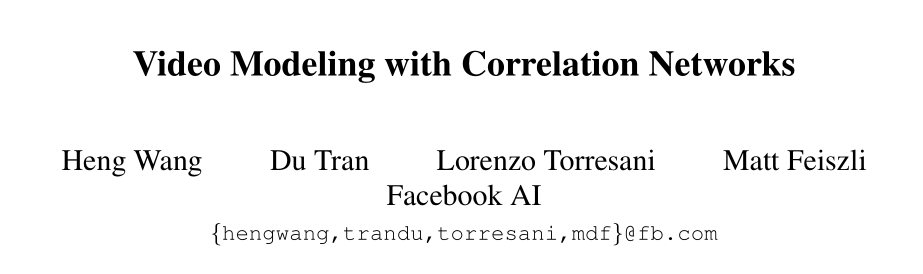 Video Modeling with Correlation Networks
Heng Wang Du Tran Lorenzo Torresani Matt Feiszli
Facebook AI
{hengwang,trandu,torresani,mdf}@fb.com